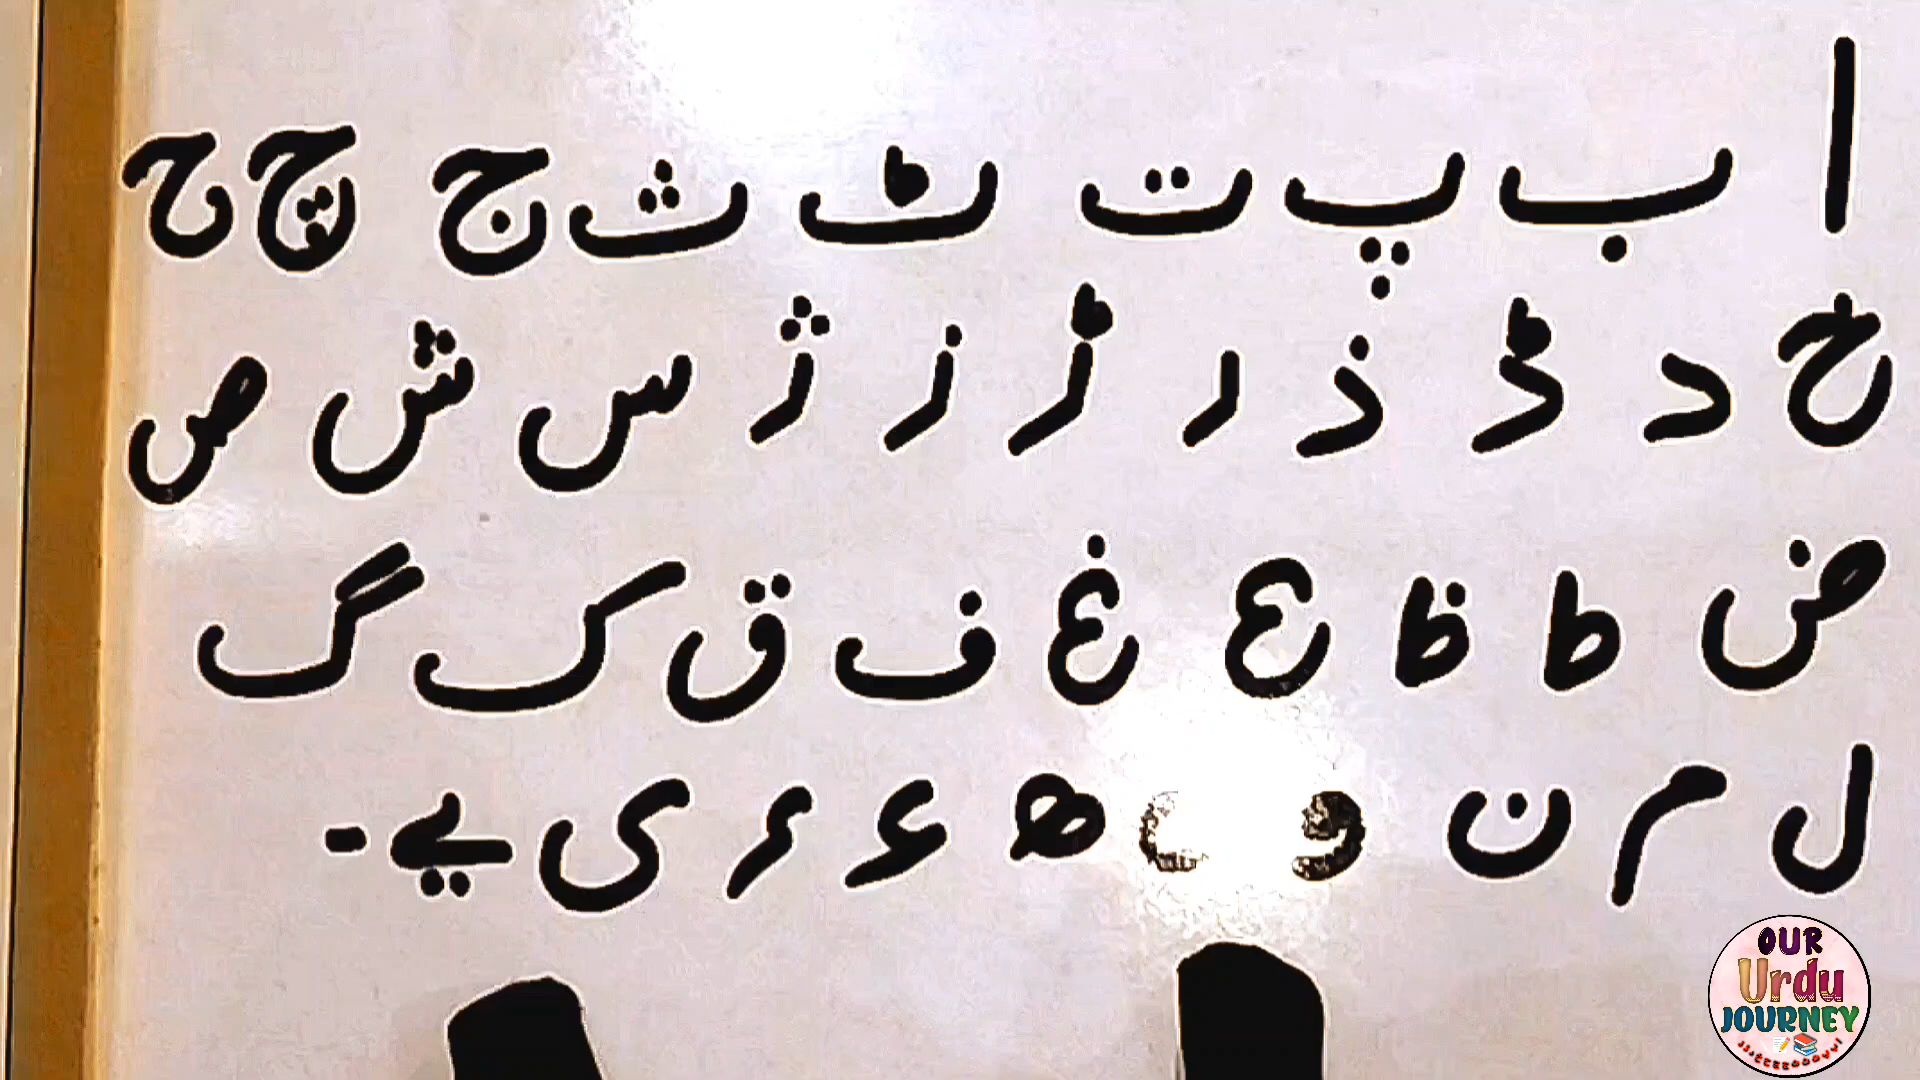 ا ب پ ت ٹ ث ج چ ح
خ د ڈ ذ ر ڑ ز ژ س ش ص
ض ط ظ ع غ ف ق ک گ
ل م ن و ھ ء ئ ی ے ۔
OUR
Urdu
JOURNEY